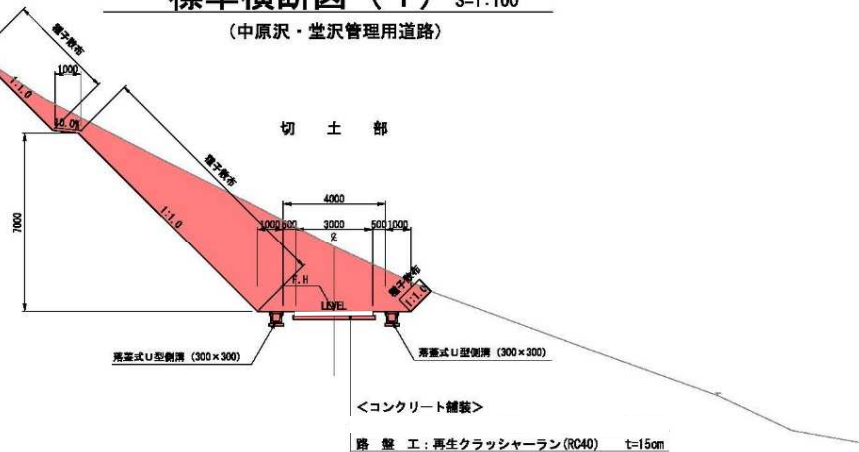 標準横断図 (1) S=1:100
(中原沢・堂沢管理用道路)
種子散布
1000
1:1.0
10.0%
切 土 部
種子散布
4000
7000
1:1.0
1000 500 3000 500 1000
℄
F.H
種子散布
1:1.0
LEVEL
落蓋式U型側溝 (300×300)
落蓋式U型側溝 (300×300)
<コンクリート舗装>
路 盤 工:再生クラッシャーラン(RC40) t=15cm